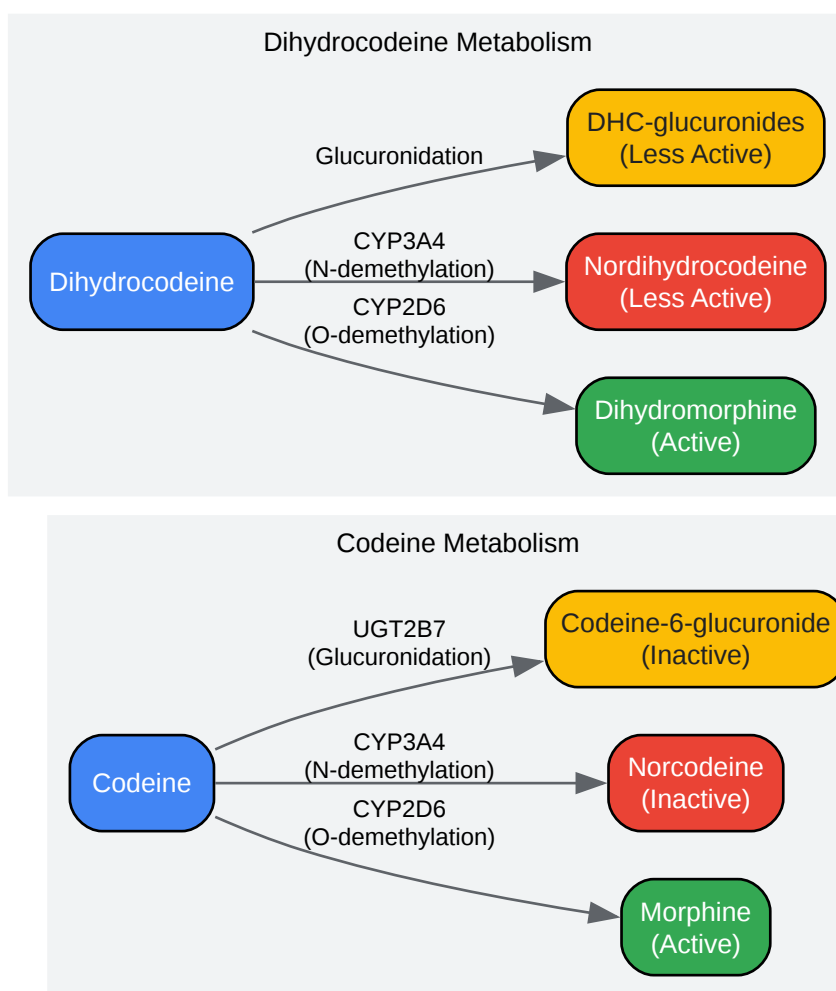 Dihydrocodeine Metabolism
DHC-glucuronides
(Less Active)
Glucuronidation
CYP3A4
(N-demethylation)
Dihydrocodeine
Nordihydrocodeine
(Less Active)
CYP2D6
(O-demethylation)
Dihydromorphine
(Active)
Codeine Metabolism
UGT2B7
(Glucuronidation)
Codeine-6-glucuronide
(Inactive)
CYP3A4
(N-demethylation)
Codeine
Norcodeine
(Inactive)
CYP2D6
(O-demethylation)
Morphine
(Active)